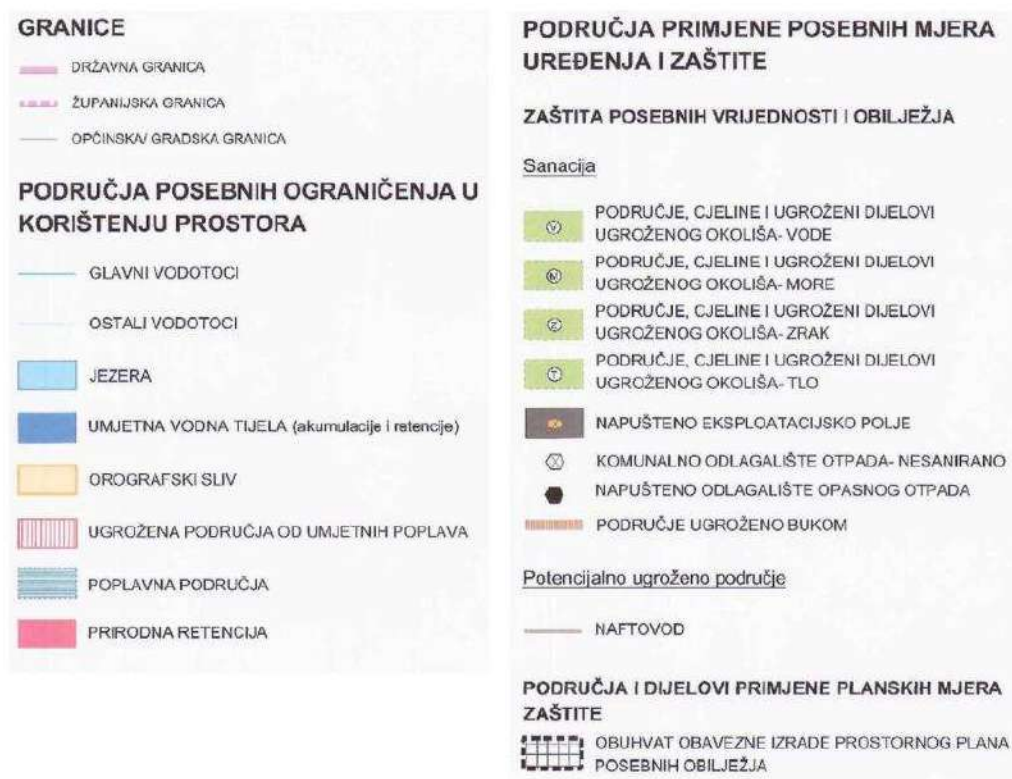 GRANICE
DRŽAVNA GRANICA
ŽUPANIJSKA GRANICA
OPĆINSKA/ GRADSKA GRANICA
PODRUČJA POSEBNIH OGRANIČENJA U
KORIŠTENJU PROSTORA
GLAVNI VODOTOCI
OSTALI VODOTOCI
JEZERA
UMJETNA VODNA TIJELA (akumulacije i retencije)
OROGRAFSKI SLIV
UGROŽENA PODRUČJA OD UMJETNIH POPLAVA
POPLAVNA PODRUČJA
PRIRODNA RETENCIJA
PODRUČJA PRIMJENE POSEBNIH MJERA
UREĐENJA I ZAŠTITE
ZAŠTITA POSEBNIH VRIJEDNOSTI I OBILJEŽJA
Sanacija
V
PODRUČJE, CJELINE I UGROŽENI DIJELOVI
UGROŽENOG OKOLIŠA- VODE
M
PODRUČJE, CJELINE I UGROŽENI DIJELOVI
UGROŽENOG OKOLIŠA- MORE
Z
PODRUČJE, CJELINE I UGROŽENI DIJELOVI
UGROŽENOG OKOLIŠA- ZRAK
T
PODRUČJE, CJELINE I UGROŽENI DIJELOVI
UGROŽENOG OKOLIŠA- TLO
NAPUŠTENO EKSPLOATACIJSKO POLJE
KOMUNALNO ODLAGALIŠTE OTPADA- NESANIRANO
NAPUŠTENO ODLAGALIŠTE OPASNOG OTPADA
PODRUČJE UGROŽENO BUKOM
Potencijalno ugroženo područje
NAFTOVOD
PODRUČJA I DIJELOVI PRIMJENE PLANSKIH MJERA
ZAŠTITE
OBUHVAT OBAVEZNE IZRADE PROSTORNOG PLANA
POSEBNIH OBILJEŽJA